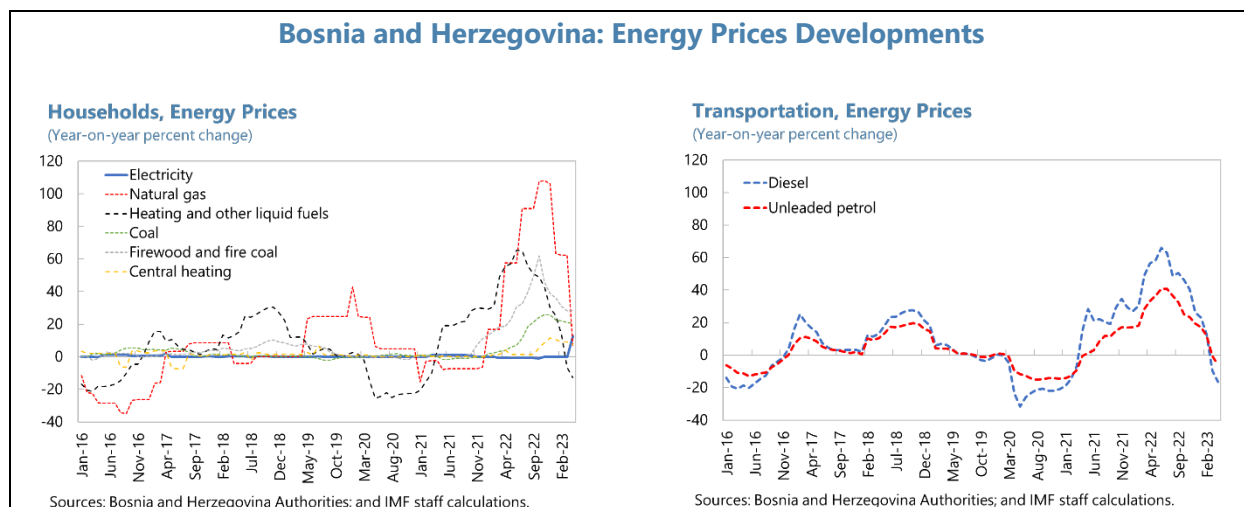 Bosnia and Herzegovina: Energy Prices Developments
Households, Energy Prices
(Year-on-year percent change)
120
100
80
60
40
20
0
-20
-40
Electricity
Natural gas
Heating and other liquid fuels
Coal
Firewood and fire coal
Central heating
Jan-16
Jun-16
Nov-16
Apr-17
Sep-17
Feb-18
Jul-18
Dec-18
May-19
Oct-19
Mar-20
Aug-20
Jan-21
Jun-21
Nov-21
Apr-22
Sep-22
Feb-23
Sources: Bosnia and Herzegovina Authorities; and IMF staff calculations.
Transportation, Energy Prices
(Year-on-year percent change)
120
100
80
60
40
20
0
-20
-40
Diesel
Unleaded petrol
Jan-16
Jun-16
Nov-16
Apr-17
Sep-17
Feb-18
Jul-18
Dec-18
May-19
Oct-19
Mar-20
Aug-20
Jan-21
Jun-21
Nov-21
Apr-22
Sep-22
Feb-23
Sources: Bosnia and Herzegovina Authorities; and IMF staff calculations.